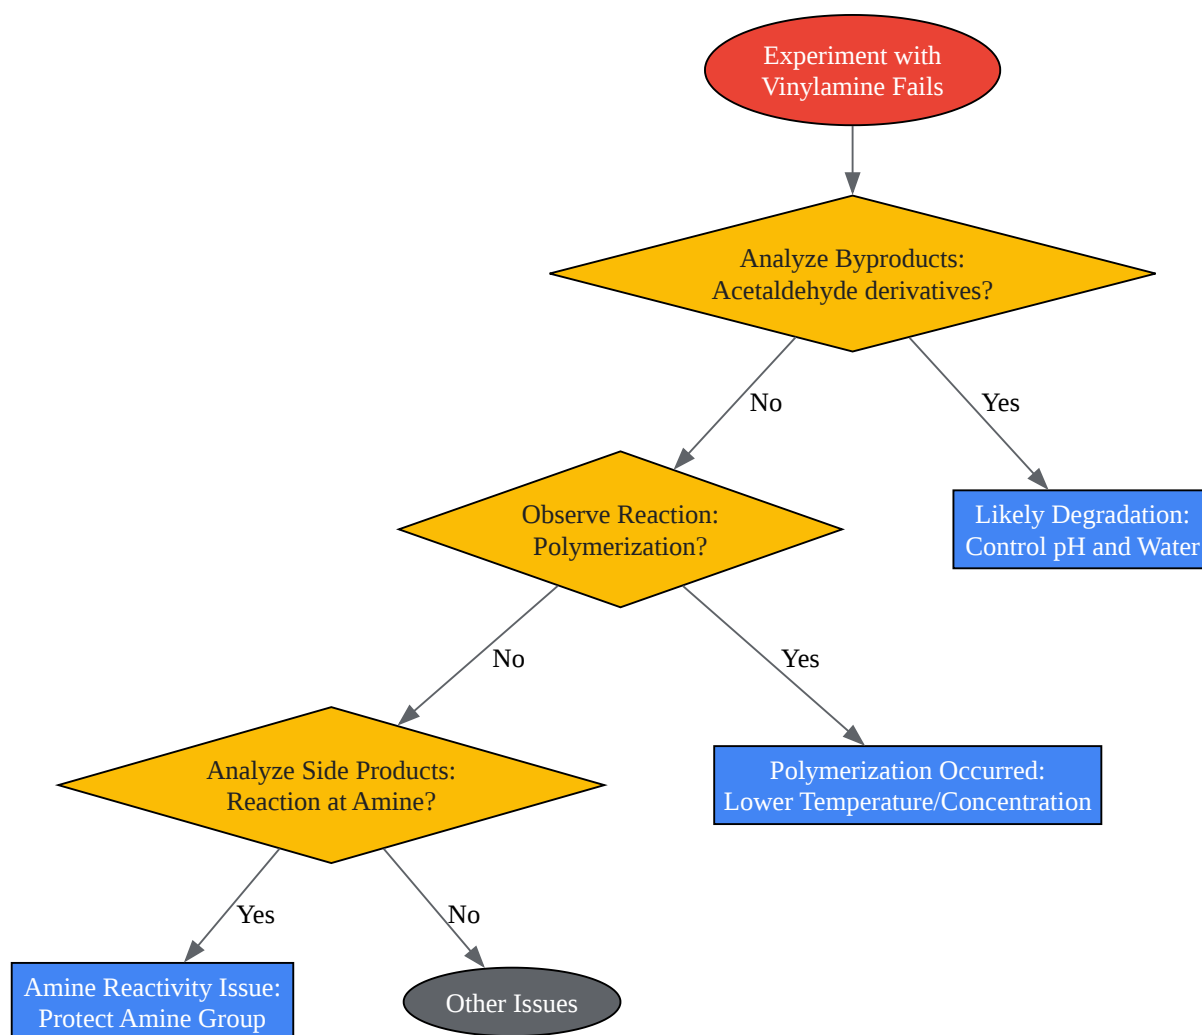 Experiment with
Vinylamine Fails
Analyze Byproducts:
Acetaldehyde derivatives?
No
Yes
Observe Reaction:
Polymerization?
Likely Degradation:
Control pH and Water
No
Yes
Analyze Side Products:
Reaction at Amine?
Polymerization Occurred:
Lower Temperature/Concentration
Yes
No
Amine Reactivity Issue:
Protect Amine Group
Other Issues